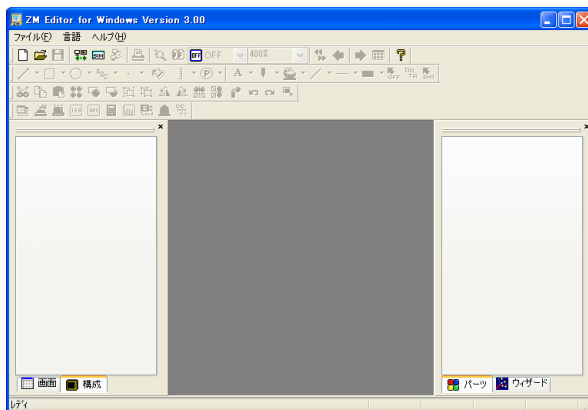 ZM Editor for Windows Version 3.00
ファイル(F) 言語 ヘルプ(H)
OFF OFF 400%
画面 構成
パーツ ウィザード
レディ